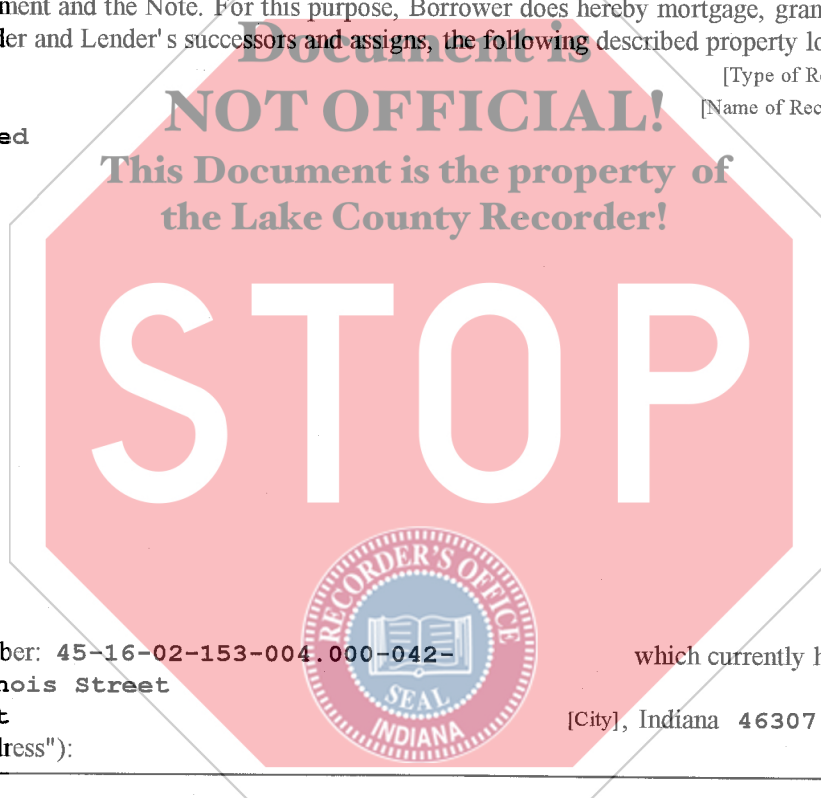 ment and the Note. For this purpose, Borrower does hereby mortgage, gran
der and Lender's successors and assigns, the following described property lo
Document is
[Type of Re
NOT OFFICIAL!
[Name of Rec
ed
This Document is the property of
the Lake County Recorder!
STOP
RECORDER'S OFFICE
SEAL
INDIANA
ber: 45-16-02-153-004.000-042- which currently h
nois Street
t [City], Indiana 46307
dress"):